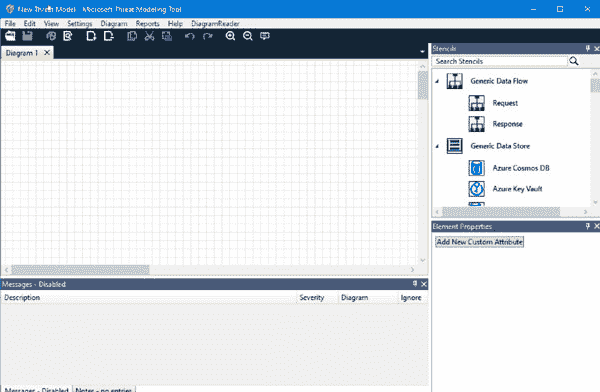 New Threat Model - Microsoft Threat Modeling Tool
File Edit View Settings Diagram Reports Help DiagramReader
Diagram 1
Stencils
Search Stencils
Generic Data Flow
Request
Response
Generic Data Store
Azure Cosmos DB
Azure Key Vault
Element Properties
Add New Custom Attribute
Messages - Disabled
Description Severity Diagram Ignore
Messages - Disabled Notes - no entries